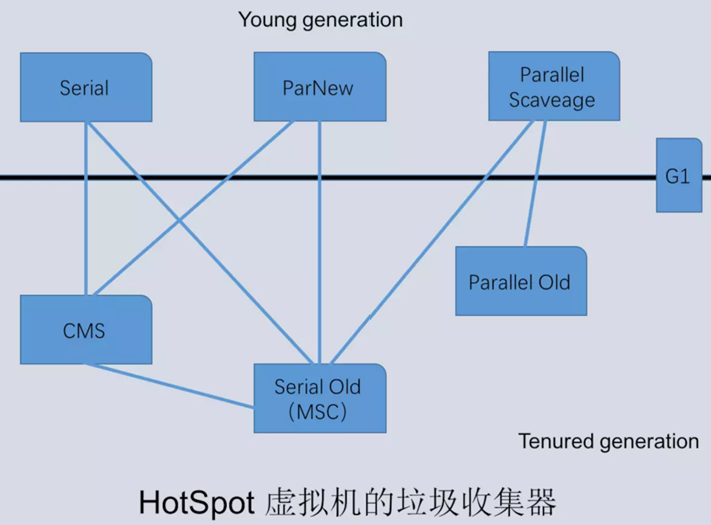 Young generation
Serial
ParNew
Parallel
Scaveage
G1
Parallel Old
CMS
Serial Old
（MSC）
Tenured generation
HotSpot 虚拟机的垃圾收集器